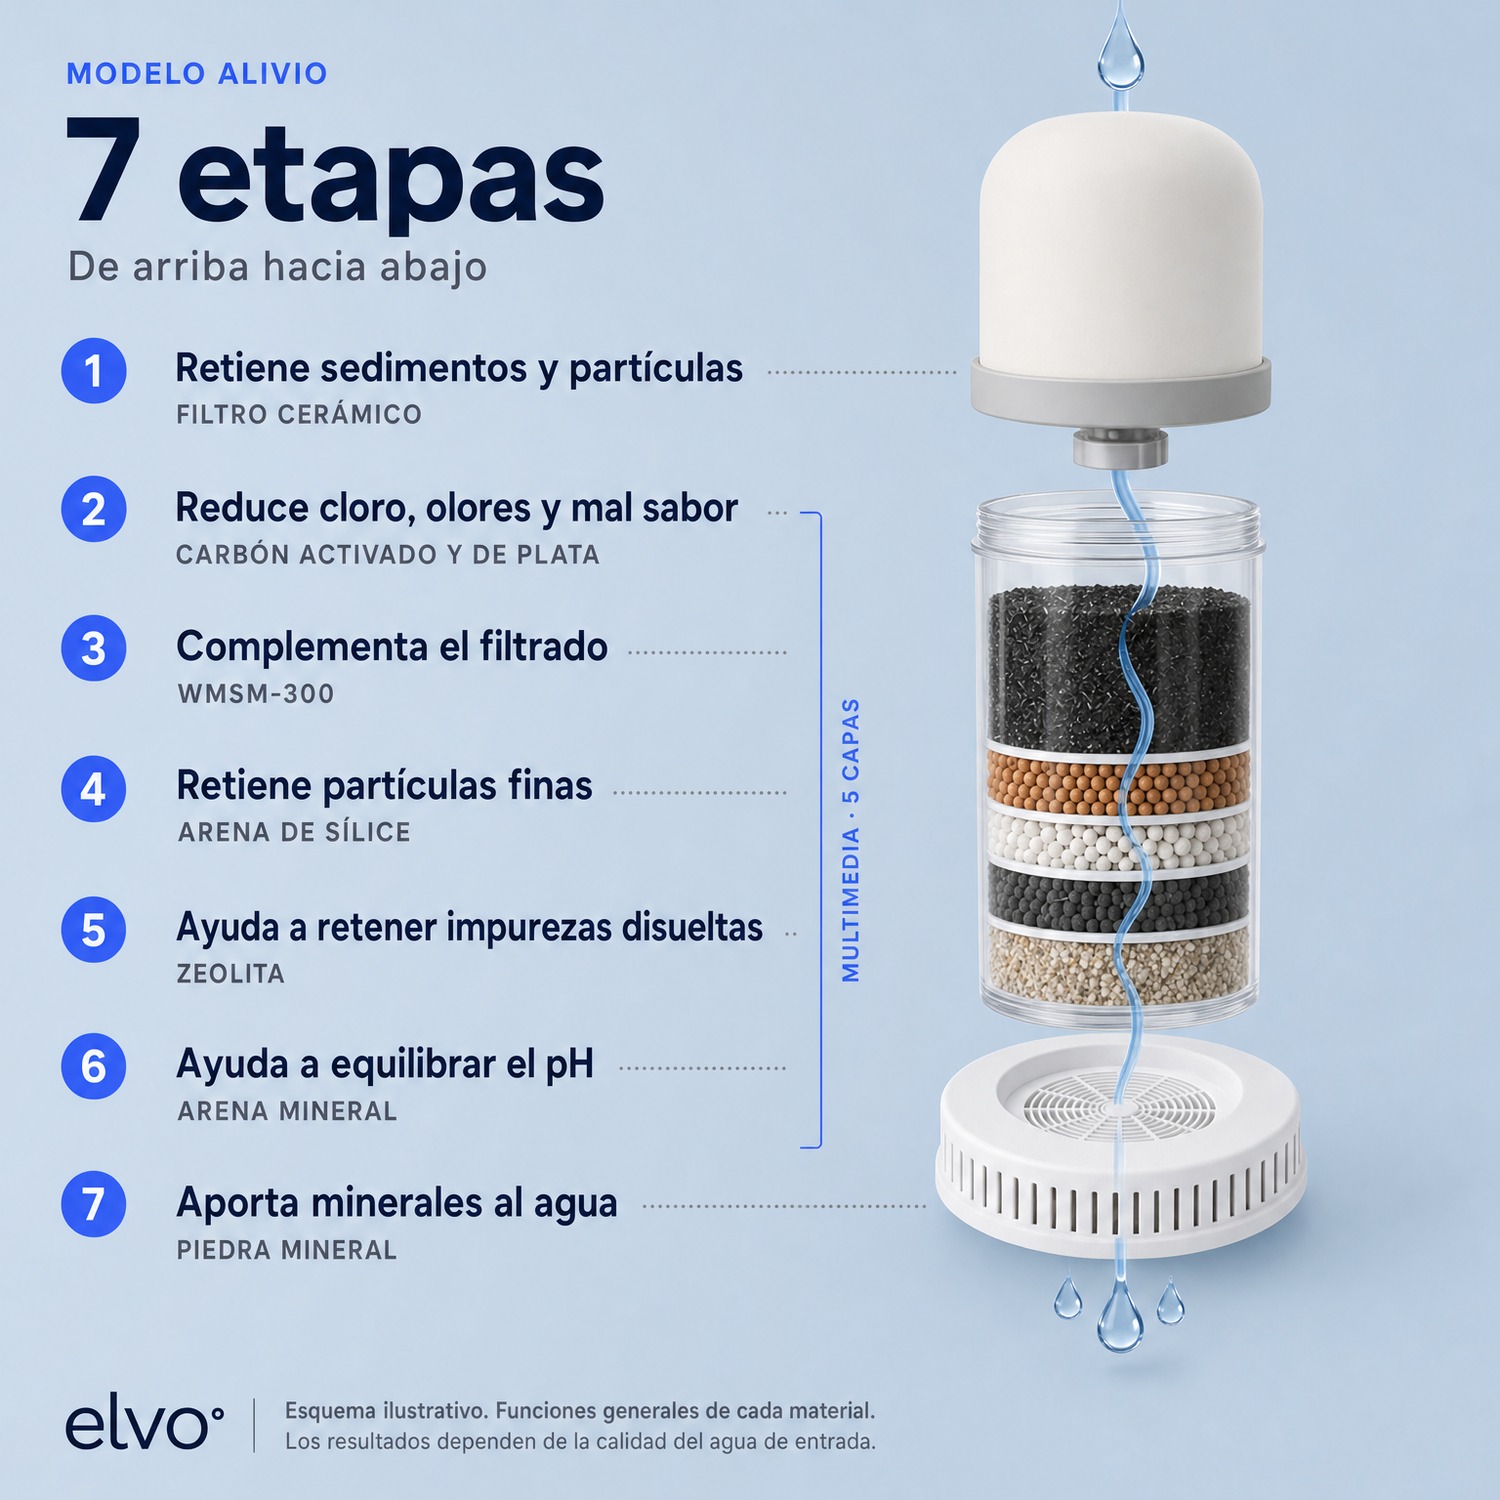 MODELO ALIVIO
7 etapas
De arriba hacia abajo
1
Retiene sedimentos y partículas
FILTRO CERÁMICO
2
Reduce cloro, olores y mal sabor
CARBÓN ACTIVADO Y DE PLATA
3
Complementa el filtrado
WMSM-300
4
Retiene partículas finas
ARENA DE SÍLICE
5
Ayuda a retener impurezas disueltas
ZEOLITA
6
Ayuda a equilibrar el pH
ARENA MINERAL
7
Aporta minerales al agua
PIEDRA MINERAL
MULTIMEDIA · 5 CAPAS
elvo°
Esquema ilustrativo. Funciones generales de cada material.
Los resultados dependen de la calidad del agua de entrada.